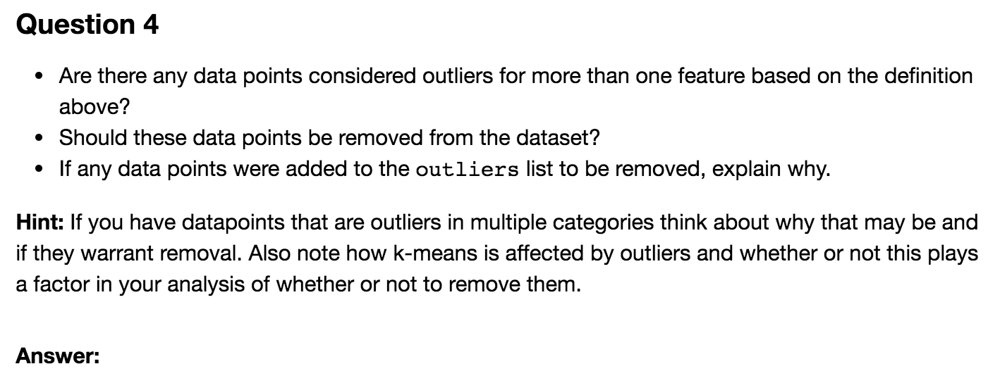 Question 4
• Are there any data points considered outliers for more than one feature based on the definition
above?
• Should these data points be removed from the dataset?
• If any data points were added to the outliers list to be removed, explain why.
Hint: If you have datapoints that are outliers in multiple categories think about why that may be and
if they warrant removal. Also note how k-means is affected by outliers and whether or not this plays
a factor in your analysis of whether or not to remove them.
Answer: